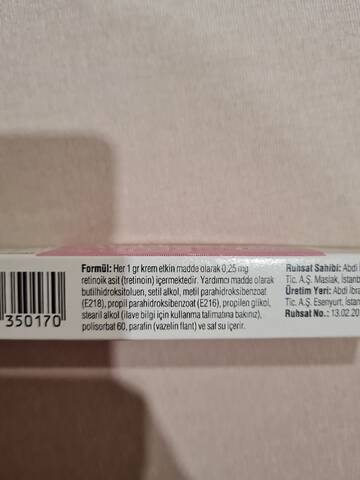 Formül: Her 1 gr krem etkin madde olarak 0,25 mg
retinoik asit (tretinoin) içermektedir. Yardımcı madde olarak
butilhidroksitoluen, setil alkol, metil parahidroksibenzoat
(E218), propil parahidroksibenzoat (E216), propilen glikol,
stearil alkol (ilave bilgi için kullanma talimatına bakınız),
polisorbat 60, parafin (vazelin flant) ve saf su içerir.
350170
Ruhsat Sahibi: Abdi
Tic. A.Ş. Maslak, İstanb
Üretim Yeri: Abdi İbra
Tic. A.Ş. Esenyurt, İstan
Ruhsat No.: 13.02.20